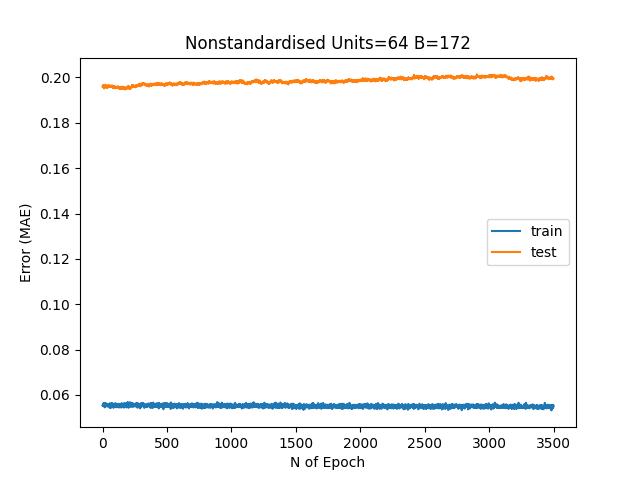 Nonstandardised Units=64 B=172
0.20
0.18
0.16
0.14
0.12
0.10
0.08
0.06
Error (MAE)
train
test
0 500 1000 1500 2000 2500 3000 3500
N of Epoch